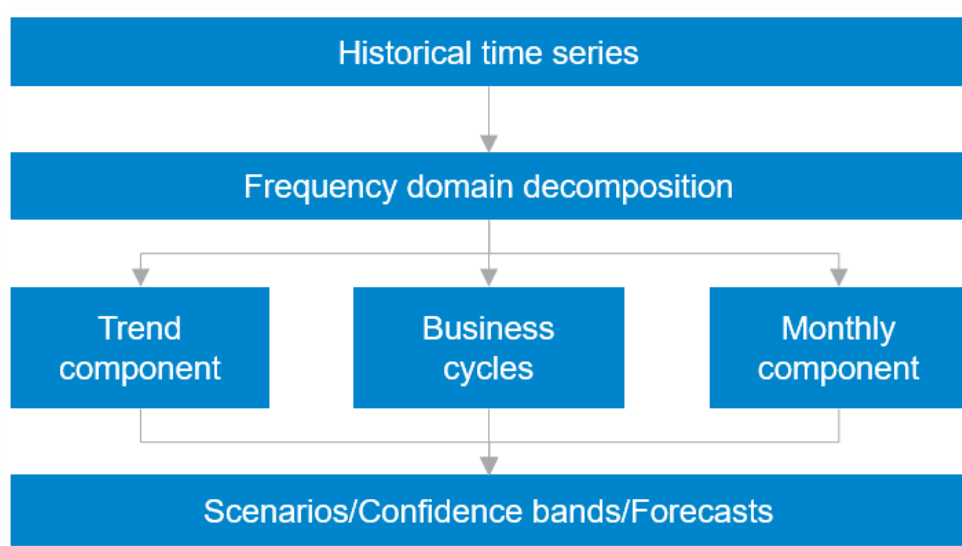 Historical time series
Frequency domain decomposition
Trend
component
Business
cycles
Monthly
component
Scenarios/Confidence bands/Forecasts